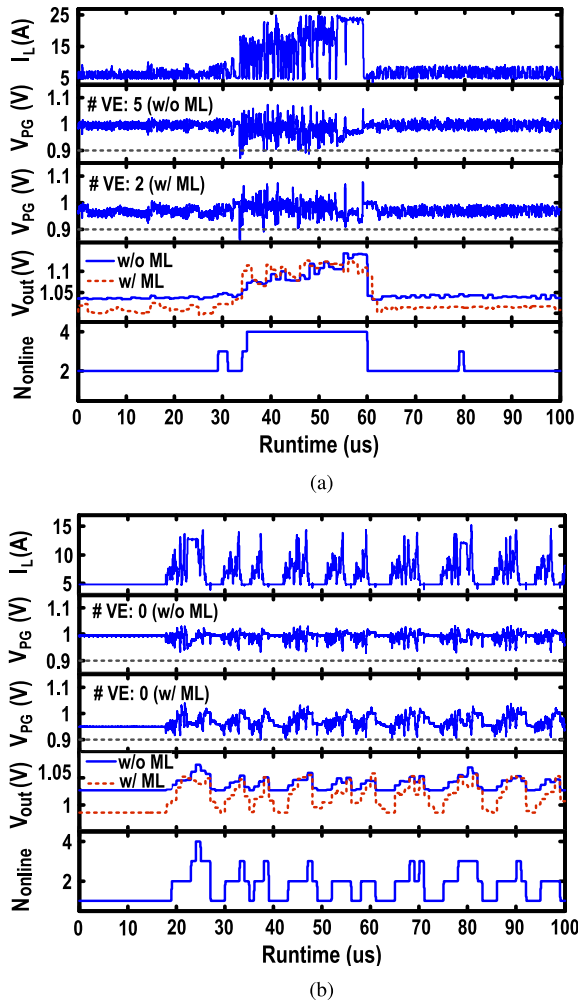 I_L(A)
25
15
5
V_PG (V)
# VE: 5 (w/o ML)
1.1
1
0.9
V_PG (V)
# VE: 2 (w/ ML)
1.1
1
0.9
Vout(V)
w/o ML
w/ ML
1.1
1.05
Nonline
4
2
0 10 20 30 40 50 60 70 80 90 100
Runtime (us)
(a)
I_L(A)
15
10
5
V_PG (V)
# VE: 0 (w/o ML)
1.1
1
0.9
V_PG (V)
# VE: 0 (w/ ML)
1.1
1
0.9
Vout(V)
w/o ML
w/ ML
1.05
1
Nonline
4
2
0 10 20 30 40 50 60 70 80 90 100
Runtime (us)
(b)